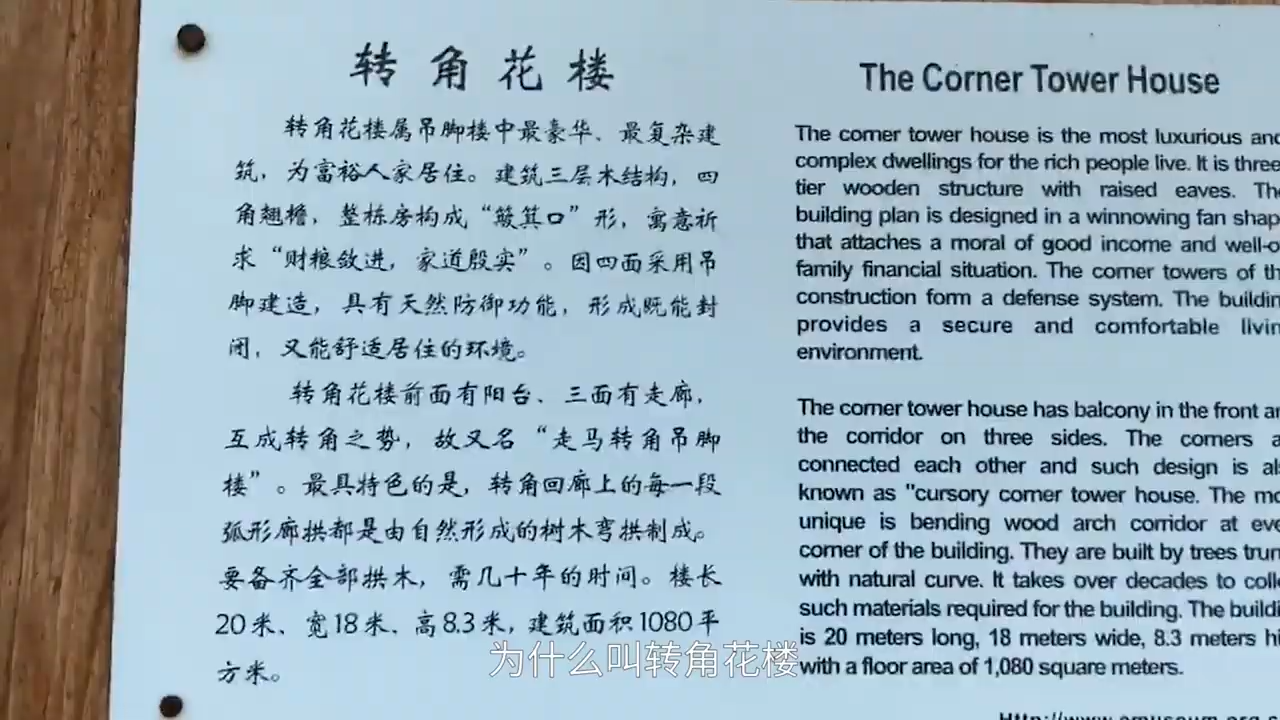 转角花楼
转角花楼属吊脚楼中最豪华、最复杂建
筑，为富裕人家居住。建筑三层木结构，四
角翘檐，整栋房构成“簸箕口”形，寓意祈
求“财粮敛进，家道殷实”。因四面采用吊
脚建造，具有天然防御功能，形成既能封
闭，又能舒适居住的环境。
转角花楼前面有阳台、三面有走廊，
互成转角之势，故又名“走马转角吊脚
楼”。最具特色的是，转角回廊上的每一段
弧形廊拱都是由自然形成的树木弯拱制成。
要备齐全部拱木，需几十年的时间。楼长
20米、宽18米、高8.3米，建筑面积1080平
方米。
The Corner Tower House
The corner tower house is the most luxurious and
complex dwellings for the rich people live. It is three
tier wooden structure with raised eaves. The
building plan is designed in a winnowing fan shap
that attaches a moral of good income and well-o
family financial situation. The corner towers of th
construction form a defense system. The buildin
provides a secure and comfortable livin
environment.
The corner tower house has balcony in the front an
the corridor on three sides. The corners a
connected each other and such design is als
known as "cursory corner tower house. The mo
unique is bending wood arch corridor at eve
corner of the building. They are built by trees trun
with natural curve. It takes over decades to colle
such materials required for the building. The buildi
is 20 meters long, 18 meters wide, 8.3 meters hi
with a floor area of 1,080 square meters.
为什么叫转角花楼